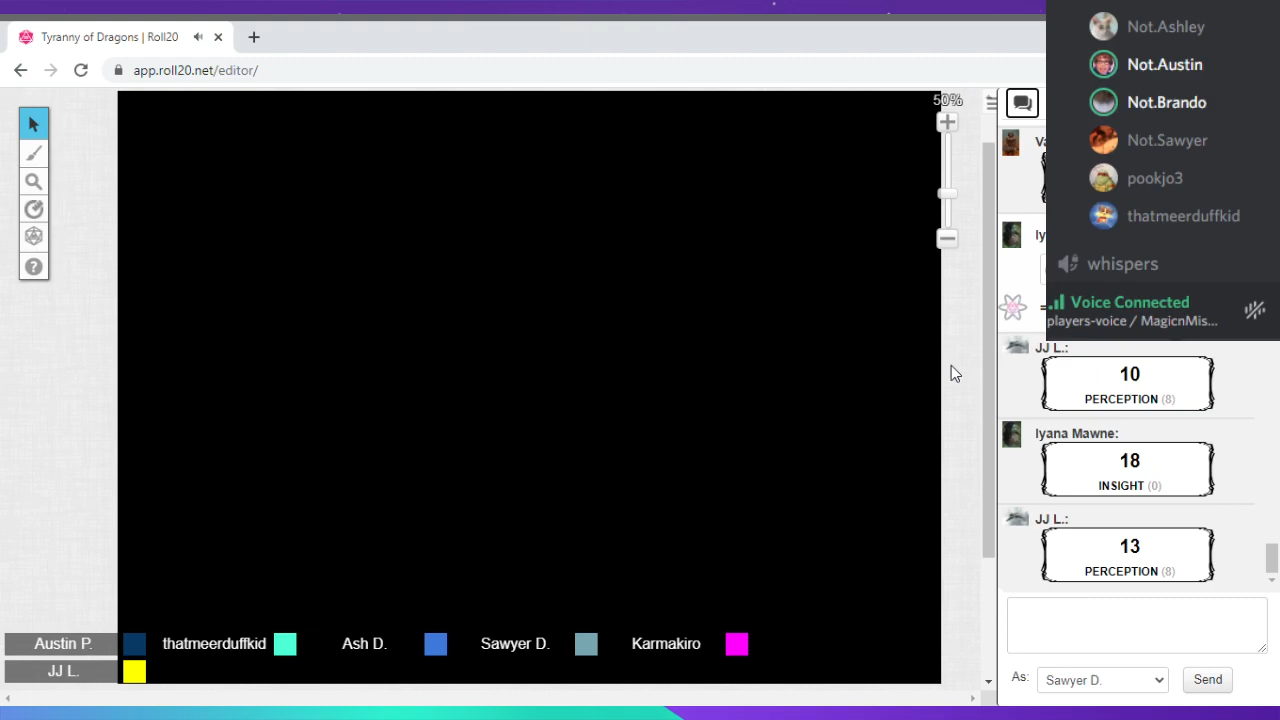 Tyranny of Dragons | Roll20
app.roll20.net/editor/
50%
Not.Ashley
Not.Austin
Not.Brando
Not.Sawyer
pookjo3
thatmeerduffkid
whispers
Voice Connected
players-voice / MagicnMis...
JJ L.:
10
PERCEPTION (8)
Iyana Mawne:
18
INSIGHT (0)
JJ L.:
13
PERCEPTION (8)
Austin P.
thatmeerduffkid
Ash D.
Sawyer D.
Karmakiro
JJ L.
As:
Sawyer D.
Send